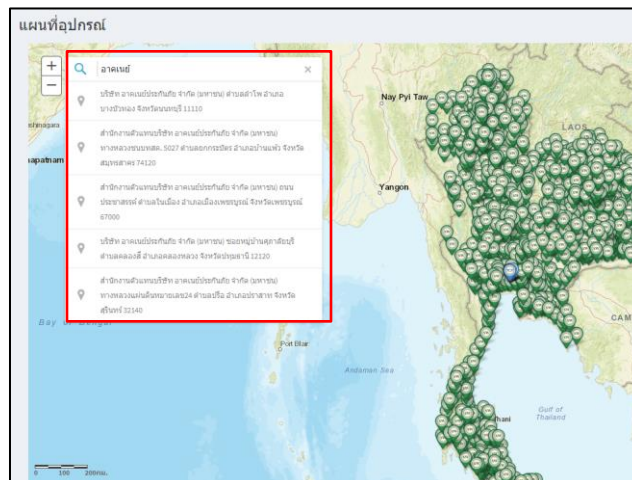 แผนที่อุปกรณ์
+
−
อาคเนย์
×
บริษัท อาคเนย์ประกันภัย จำกัด (มหาชน) ตำบลลำโพ อำเภอ
บางบัวทอง จังหวัดนนทบุรี 11110
สำนักงานตัวแทนบริษัท อาคเนย์ประกันภัย จำกัด (มหาชน)
ทางหลวงชนบทสค. 5027 ตำบลยกกระบัตร อำเภอบ้านแพ้ว จังหวัด
สมุทรสาคร 74120
สำนักงานตัวแทนบริษัท อาคเนย์ประกันภัย จำกัด (มหาชน) ถนน
ประชาสรรค์ ตำบลในเมือง อำเภอเมืองเพชรบูรณ์ จังหวัดเพชรบูรณ์
67000
บริษัท อาคเนย์ประกันภัย จำกัด (มหาชน) ซอยหมู่บ้านศุภาลัยบุรี
ตำบลคลองสี่ อำเภอคลองหลวง จังหวัดปทุมธานี 12120
สำนักงานตัวแทนบริษัท อาคเนย์ประกันภัย จำกัด (มหาชน)
ทางหลวงแผ่นดินหมายเลข24 ตำบลปรือ อำเภอปราสาท จังหวัด
สุรินทร์ 32140
Nay Pyi Taw
LAOS
Yangon
CAM
Bay of Bengal
Port Blair
Andaman Sea
Gulf of
Thailand
0 100 200กม.